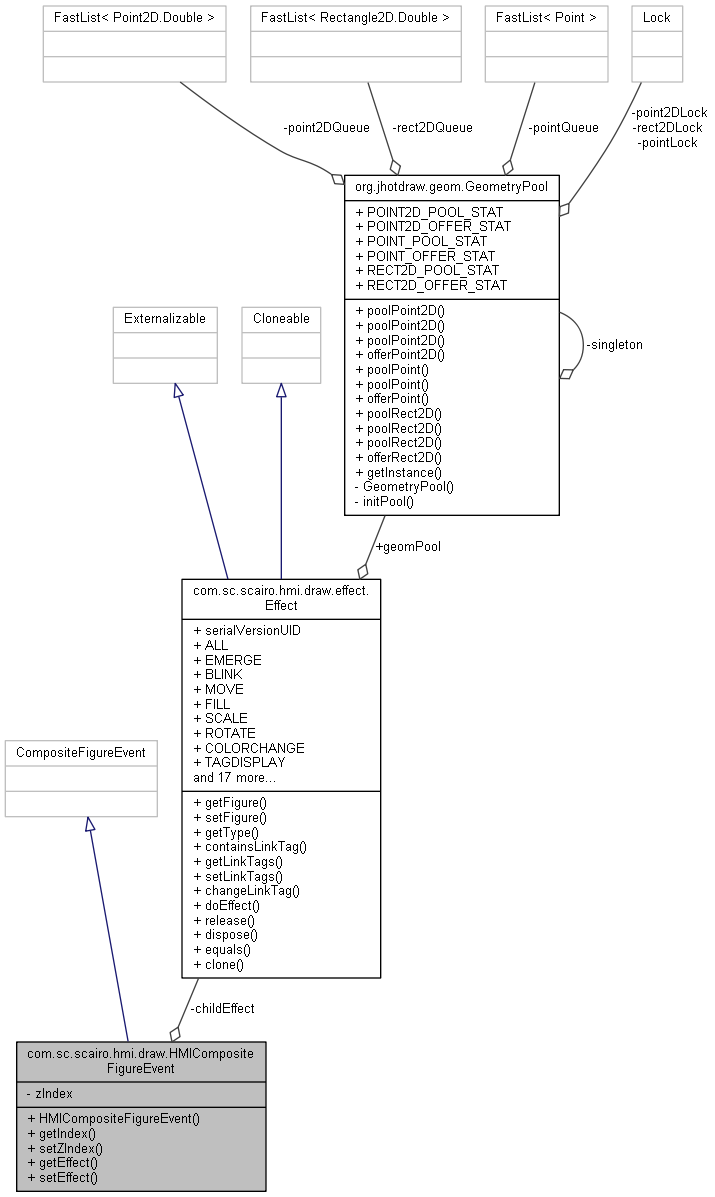 FastList< Point2D.Double >
FastList< Rectangle2D.Double >
FastList< Point >
Lock
-point2DQueue
-rect2DQueue
-pointQueue
-point2DLock
-rect2DLock
-pointLock
org.jhotdraw.geom.GeometryPool
+ POINT2D_POOL_STAT
+ POINT2D_OFFER_STAT
+ POINT_POOL_STAT
+ POINT_OFFER_STAT
+ RECT2D_POOL_STAT
+ RECT2D_OFFER_STAT
+ poolPoint2D()
+ poolPoint2D()
+ poolPoint2D()
+ offerPoint2D()
+ poolPoint()
+ poolPoint()
+ offerPoint()
+ poolRect2D()
+ poolRect2D()
+ poolRect2D()
+ offerRect2D()
+ getInstance()
- GeometryPool()
- initPool()
-singleton
Externalizable
Cloneable
+geomPool
com.sc.scairo.hmi.draw.effect.
Effect
+ serialVersionUID
+ ALL
+ EMERGE
+ BLINK
+ MOVE
+ FILL
+ SCALE
+ ROTATE
+ COLORCHANGE
+ TAGDISPLAY
and 17 more...
+ getFigure()
+ setFigure()
+ getType()
+ containsLinkTag()
+ getLinkTags()
+ setLinkTags()
+ changeLinkTag()
+ doEffect()
+ release()
+ dispose()
+ equals()
+ clone()
CompositeFigureEvent
-childEffect
com.sc.scairo.hmi.draw.HMIComposite
FigureEvent
- zIndex
+ HMICompositeFigureEvent()
+ getIndex()
+ setZIndex()
+ getEffect()
+ setEffect()